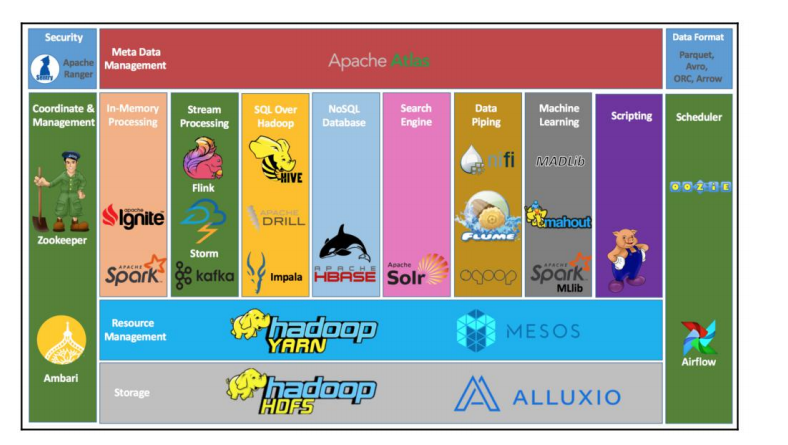 Security
Apache
Ranger
Sentry
Meta Data
Management
Apache Atlas
Data Format
Parquet,
Avro,
ORC, Arrow
Coordinate &
Management
Zookeeper
Ambari
In-Memory
Processing
apache
Ignite
APACHE
Spark
Stream
Processing
Flink
Storm
kafka
SQL Over
Hadoop
HIVE
APACHE
DRILL
Impala
NoSQL
Database
APACHE
HBASE
Search
Engine
Apache
Solr
Data
Piping
nifi
FLUME
sqoop
Machine
Learning
MADLib
mahout
APACHE
Spark
MLlib
Scripting
Scheduler
OOZIE
Airflow
Resource
Management
hadoop
YARN
MESOS
Storage
hadoop
HDFS
ALLUXIO